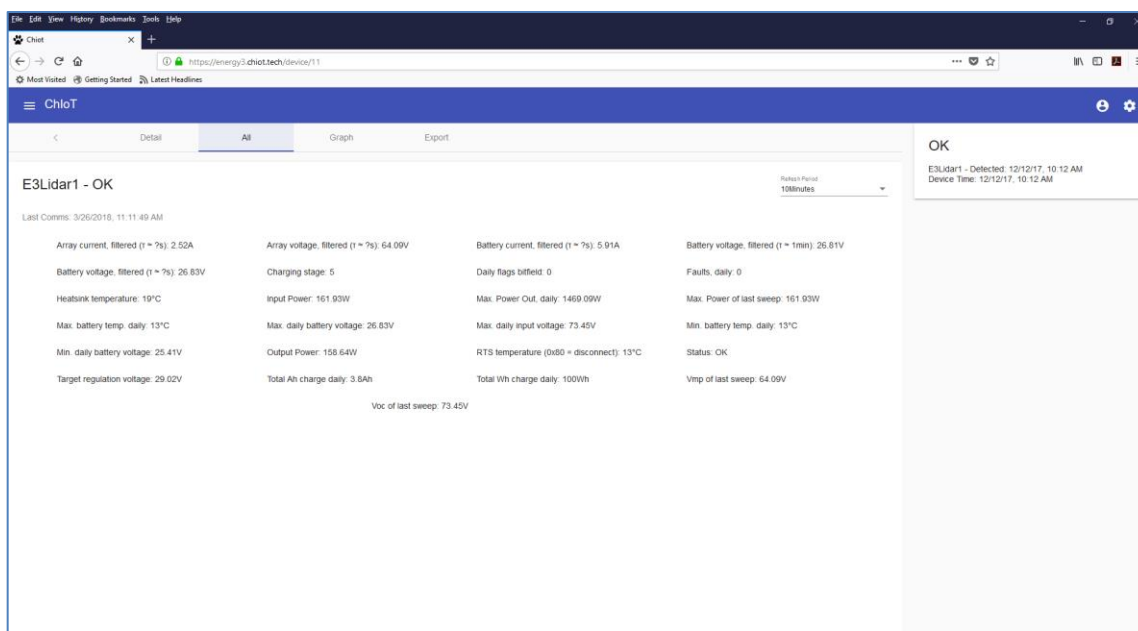 File Edit View History Bookmarks Tools Help
Chiot
https://energy3.chiot.tech/device/11
Most Visited Getting Started Latest Headlines
ChIoT
Detail All Graph Export
OK
E3Lidar1 - Detected: 12/12/17, 10:12 AM
Device Time: 12/12/17, 10:12 AM
E3Lidar1 - OK
Refresh Period
10Minutes
Last Comms: 3/26/2018, 11:11:49 AM
Array current, filtered (τ ≈ ?s): 2.52A Array voltage, filtered (τ ≈ ?s): 64.09V Battery current, filtered (τ ≈ ?s): 5.91A Battery voltage, filtered (τ ≈ 1min): 26.81V
Battery voltage, filtered (τ ≈ ?s): 26.83V Charging stage: 5 Daily flags bitfield: 0 Faults, daily: 0
Heatsink temperature: 19°C Input Power: 161.93W Max. Power Out, daily: 1469.09W Max. Power of last sweep: 161.93W
Max. battery temp. daily: 13°C Max. daily battery voltage: 26.83V Max. daily input voltage: 73.45V Min. battery temp. daily: 13°C
Min. daily battery voltage: 25.41V Output Power: 158.64W RTS temperature (0x80 = disconnect): 13°C Status: OK
Target regulation voltage: 29.02V Total Ah charge daily: 3.8Ah Total Wh charge daily: 100Wh Vmp of last sweep: 64.09V
Voc of last sweep: 73.45V